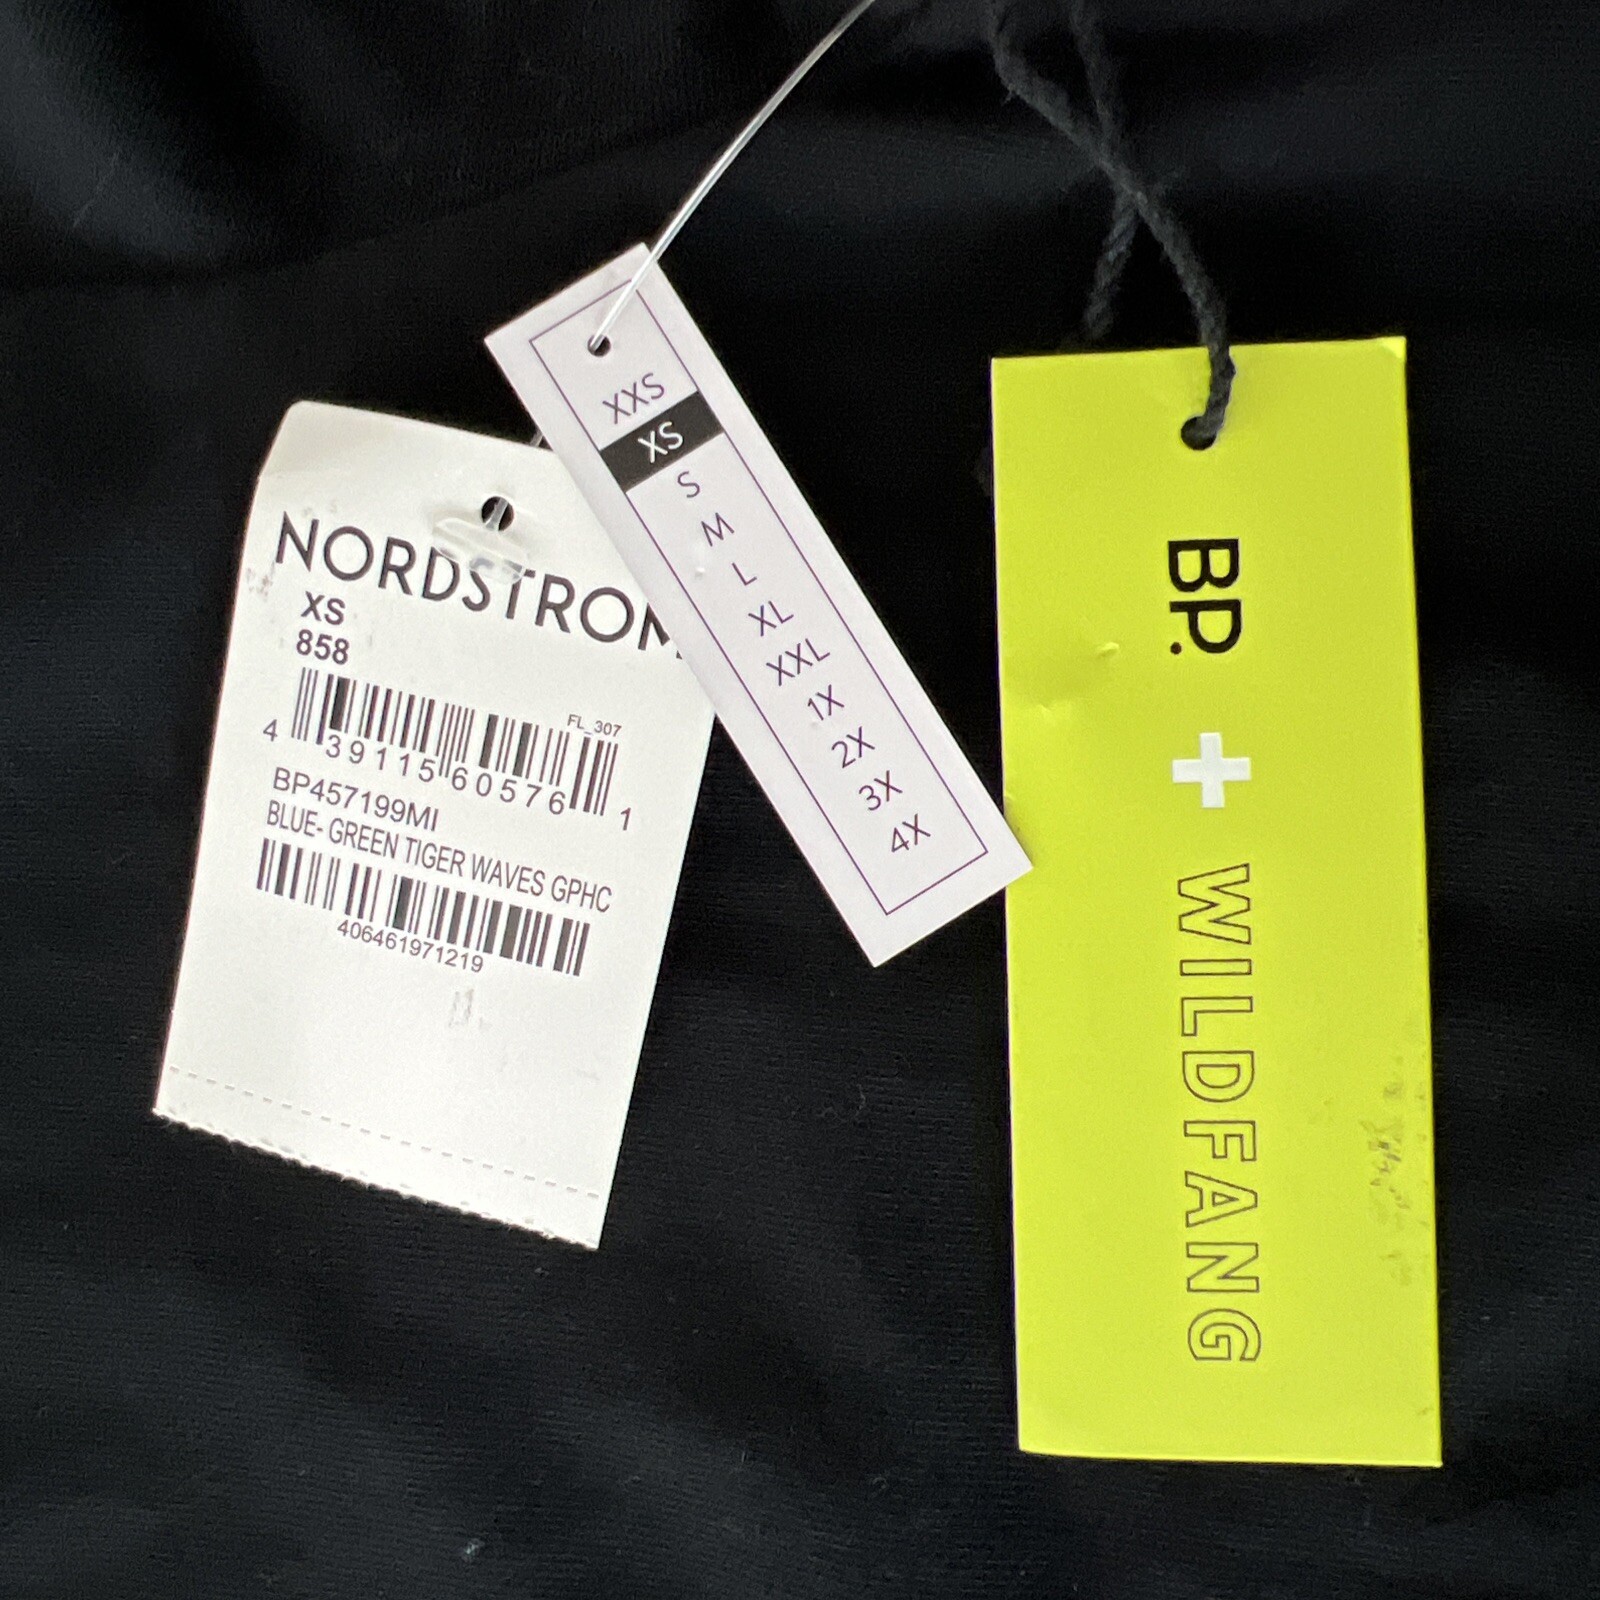 NORDSTROM
XS
858
FL_307
4 39115 60576 1
BP457199MI
BLUE- GREEN TIGER WAVES GPHC
406461971219
XXS
XS
S
M
L
XL
XXL
1X
2X
3X
4X
BP. + WILDFANG